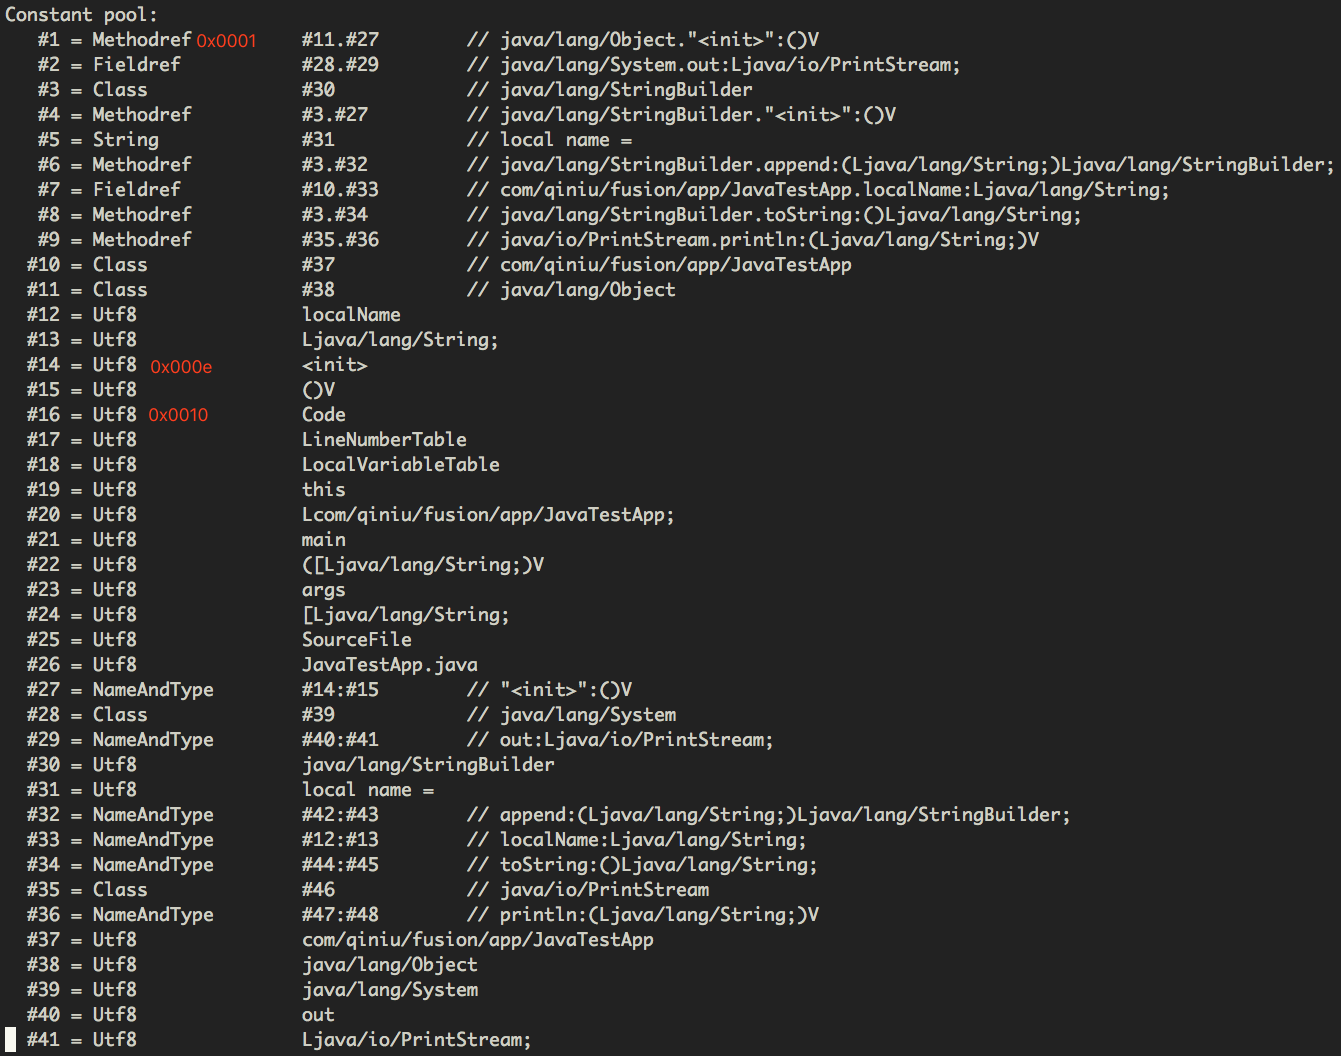 Constant pool:
#1 = Methodref 0x0001 #11.#27 // java/lang/Object."<init>":()V
#2 = Fieldref #28.#29 // java/lang/System.out:Ljava/io/PrintStream;
#3 = Class #30 // java/lang/StringBuilder
#4 = Methodref #3.#27 // java/lang/StringBuilder."<init>":()V
#5 = String #31 // local name =
#6 = Methodref #3.#32 // java/lang/StringBuilder.append:(Ljava/lang/String;)Ljava/lang/StringBuilder;
#7 = Fieldref #10.#33 // com/qiniu/fusion/app/JavaTestApp.localName:Ljava/lang/String;
#8 = Methodref #3.#34 // java/lang/StringBuilder.toString:()Ljava/lang/String;
#9 = Methodref #35.#36 // java/io/PrintStream.println:(Ljava/lang/String;)V
#10 = Class #37 // com/qiniu/fusion/app/JavaTestApp
#11 = Class #38 // java/lang/Object
#12 = Utf8 localName
#13 = Utf8 Ljava/lang/String;
#14 = Utf8 0x000e <init>
#15 = Utf8 ()V
#16 = Utf8 0x0010 Code
#17 = Utf8 LineNumberTable
#18 = Utf8 LocalVariableTable
#19 = Utf8 this
#20 = Utf8 Lcom/qiniu/fusion/app/JavaTestApp;
#21 = Utf8 main
#22 = Utf8 ([Ljava/lang/String;)V
#23 = Utf8 args
#24 = Utf8 [Ljava/lang/String;
#25 = Utf8 SourceFile
#26 = Utf8 JavaTestApp.java
#27 = NameAndType #14:#15 // "<init>":()V
#28 = Class #39 // java/lang/System
#29 = NameAndType #40:#41 // out:Ljava/io/PrintStream;
#30 = Utf8 java/lang/StringBuilder
#31 = Utf8 local name =
#32 = NameAndType #42:#43 // append:(Ljava/lang/String;)Ljava/lang/StringBuilder;
#33 = NameAndType #12:#13 // localName:Ljava/lang/String;
#34 = NameAndType #44:#45 // toString:()Ljava/lang/String;
#35 = Class #46 // java/io/PrintStream
#36 = NameAndType #47:#48 // println:(Ljava/lang/String;)V
#37 = Utf8 com/qiniu/fusion/app/JavaTestApp
#38 = Utf8 java/lang/Object
#39 = Utf8 java/lang/System
#40 = Utf8 out
#41 = Utf8 Ljava/io/PrintStream;